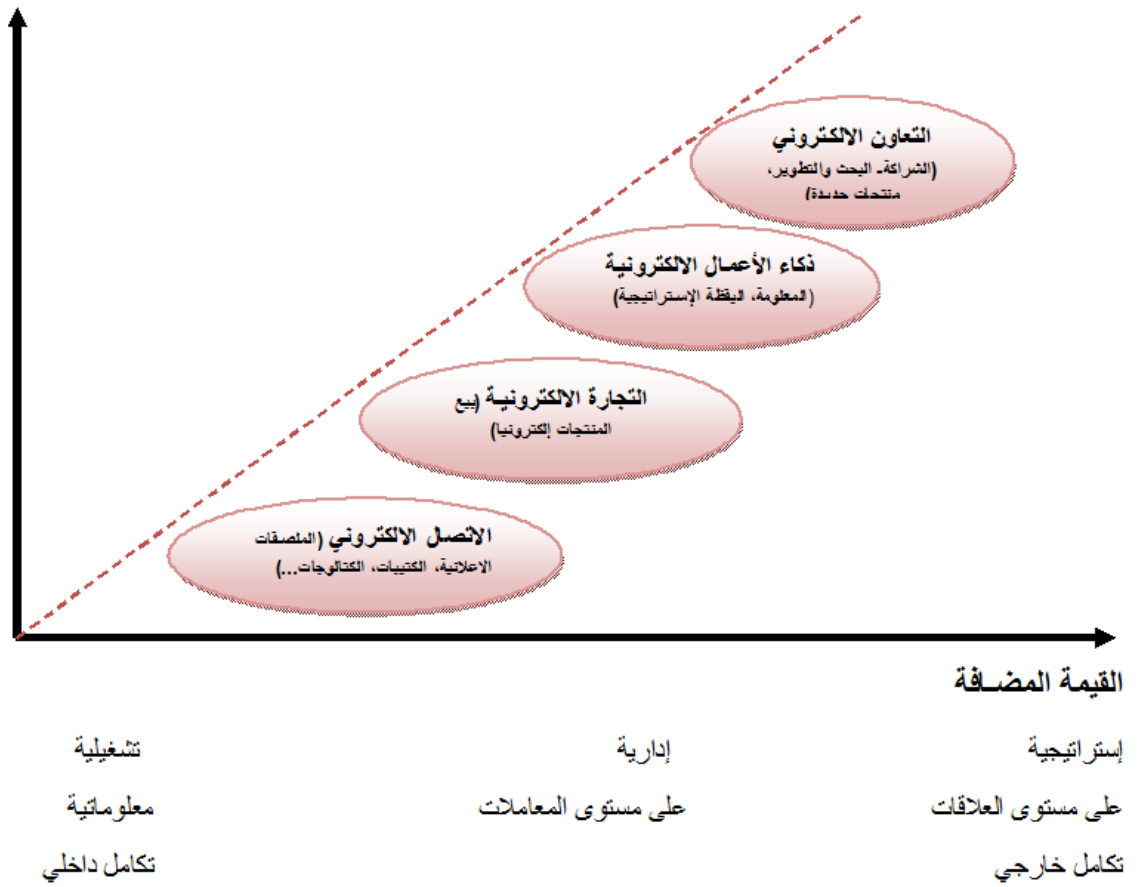 التعاون الالكتروني
(الشراكة- البحث والتطوير،
منتجات جديدة)
ذكاء الأعمال الالكترونية
(المعلومة، اليقظة الإستراتيجية)
التجارة الالكترونية (بيع
المنتجات إلكترونيا)
الاتصال الالكتروني (الملصقات
الاعلانية، الكتيبات، الكتالوجات...)
القيمة المضافة
إستراتيجية إدارية تشغيلية
على مستوى العلاقات على مستوى المعاملات معلوماتية
تكامل خارجي تكامل داخلي